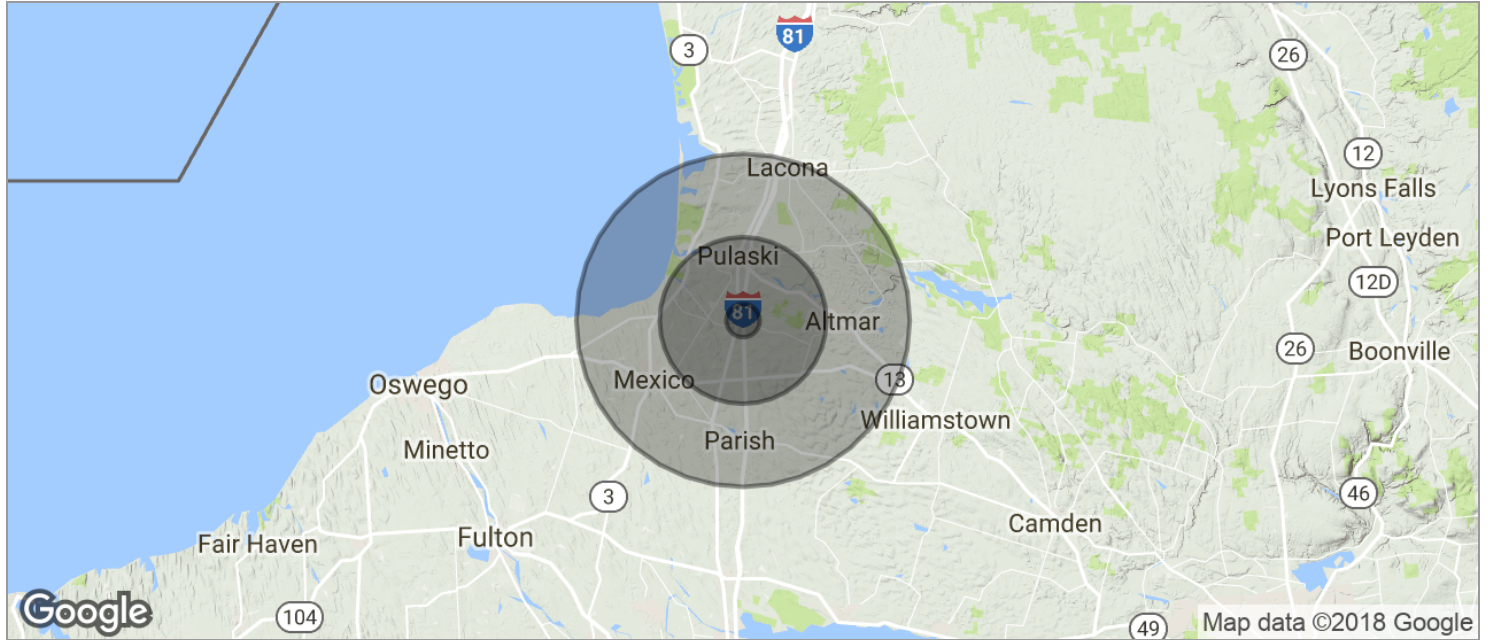 81
3
26
12
Lacona
Lyons Falls
Port Leyden
Pulaski
12D
81
Altmar
26
Boonville
Mexico
13
Oswego
Williamstown
Parish
Minetto
3
46
Camden
Fulton
Fair Haven
Google
104
49
Map data ©2018 Google